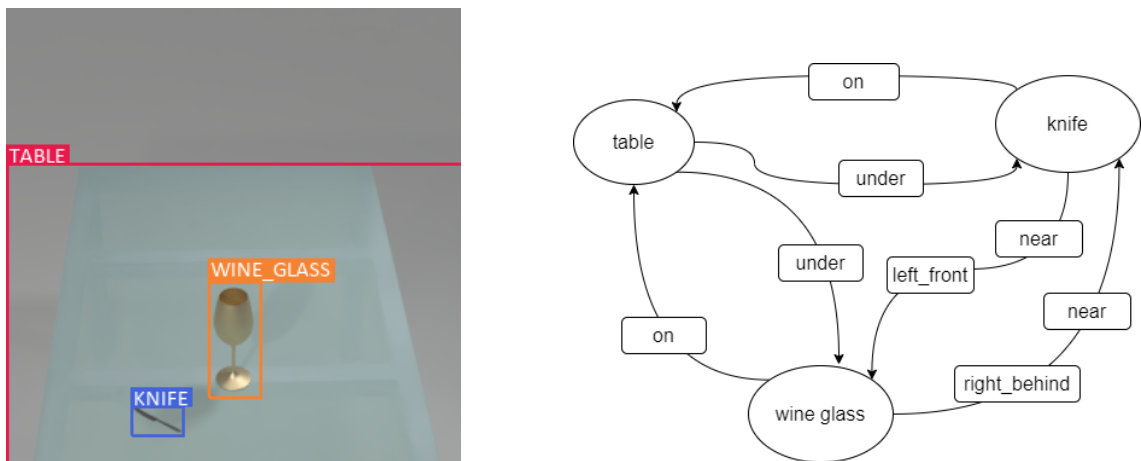 TABLE
WINE_GLASS
KNIFE
on
table
knife
under
near
under
left_front
near
on
right_behind
wine glass